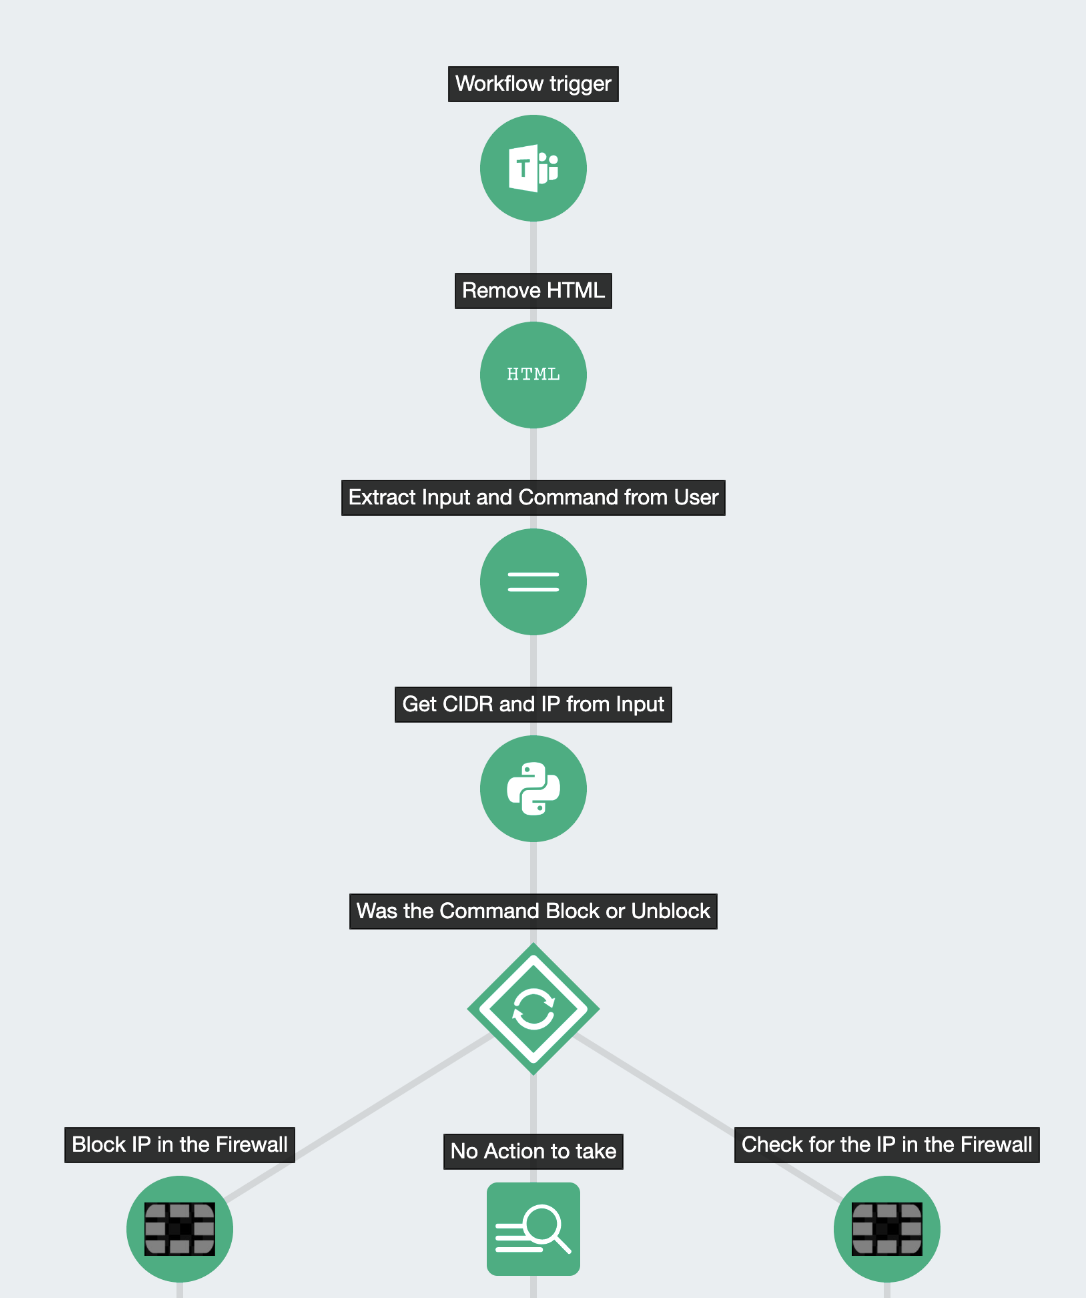 Workflow trigger
T
Remove HTML
HTML
Extract Input and Command from User
Get CIDR and IP from Input
Was the Command Block or Unblock
Block IP in the Firewall
No Action to take
Check for the IP in the Firewall